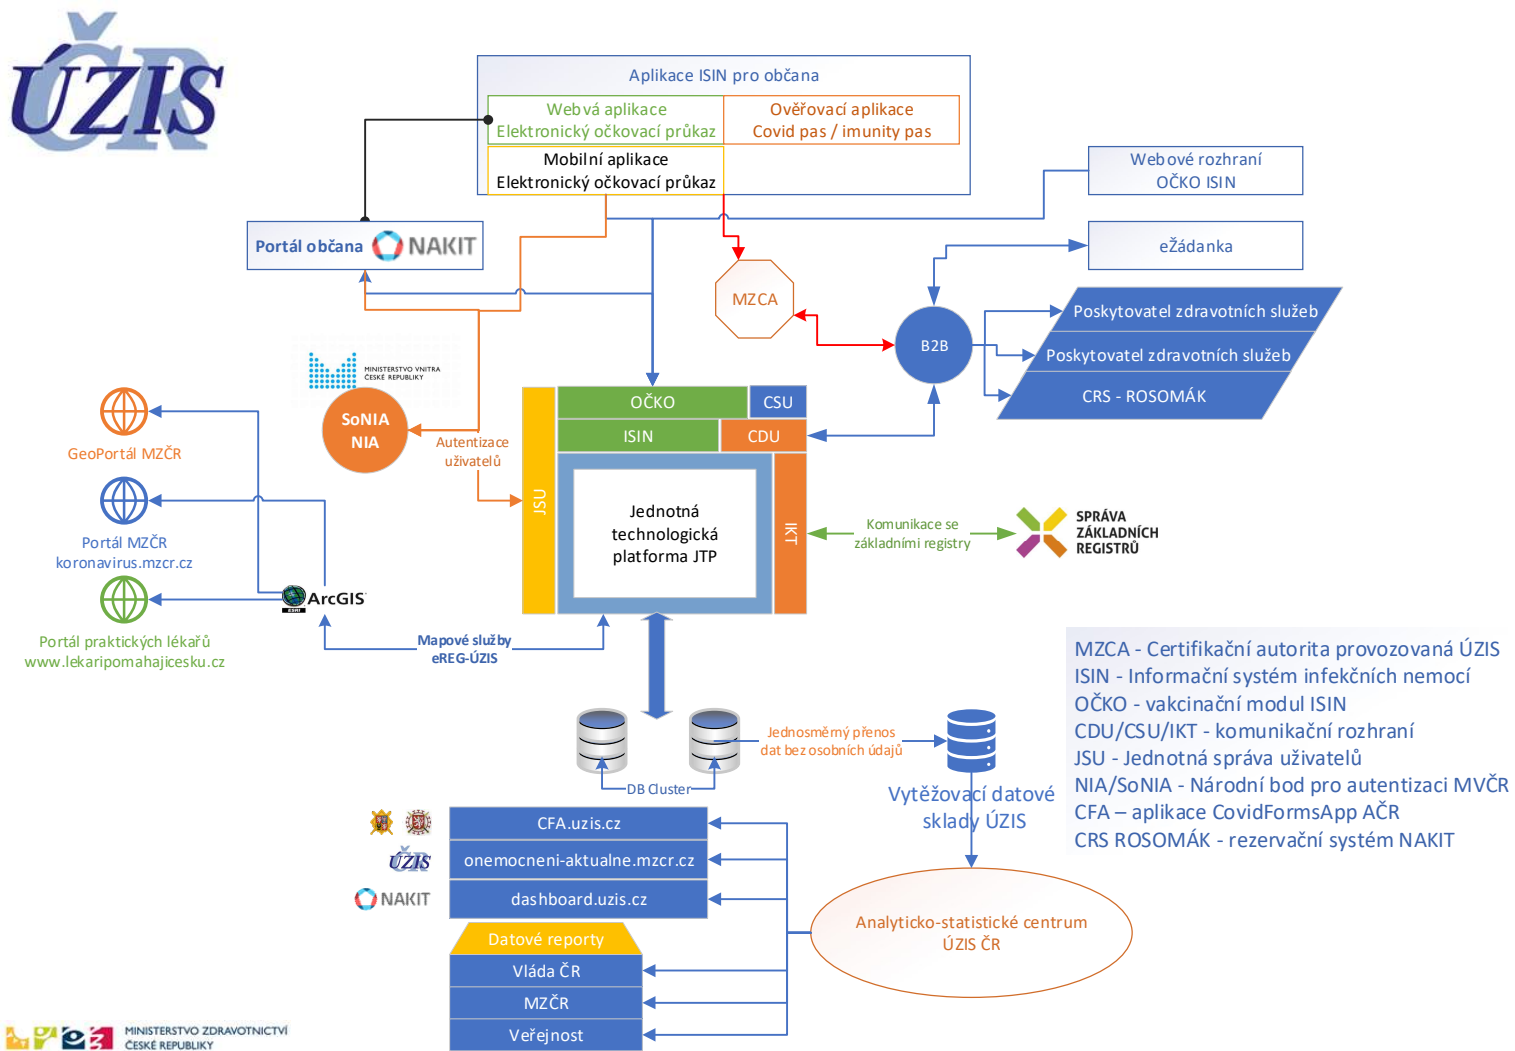 ÚZIS
ČR
Aplikace ISIN pro občana
Webvá aplikace
Elektronický očkovací průkaz
Ověřovací aplikace
Covid pas / imunity pas
Mobilní aplikace
Elektronický očkovací průkaz
Webové rozhraní
OČKO ISIN
Portál občana
NAKIT
eŽádanka
MZCA
B2B
Poskytovatel zdravotních služeb
Poskytovatel zdravotních služeb
CRS - ROSOMÁK
MINISTERSTVO VNITRA
ČESKÉ REPUBLIKY
SoNIA
NIA
Autentizace
uživatelů
OČKO
CSU
ISIN
CDU
JSU
IKT
Jednotná
technologická
platforma JTP
GeoPortál MZČR
Portál MZČR
koronavirus.mzcr.cz
Portál praktických lékařů
www.lekaripomahajicesku.cz
esri
ArcGIS
Mapové služby
eREG-ÚZIS
Komunikace se
základními registry
SPRÁVA
ZÁKLADNÍCH
REGISTRŮ
MZCA - Certifikační autorita provozovaná ÚZIS
ISIN - Informační systém infekčních nemocí
OČKO - vakcinační modul ISIN
CDU/CSU/IKT - komunikační rozhraní
JSU - Jednotná správa uživatelů
NIA/SoNIA - Národní bod pro autentizaci MVČR
CFA – aplikace CovidFormsApp AČR
CRS ROSOMÁK - rezervační systém NAKIT
Jednosměrný přenos
dat bez osobních údajů
DB Cluster
Vytěžovací datové
sklady ÚZIS
CFA.uzis.cz
ÚZIS
ČR
onemocneni-aktualne.mzcr.cz
NAKIT
dashboard.uzis.cz
Datové reporty
Vláda ČR
MZČR
Veřejnost
Analyticko-statistické centrum
ÚZIS ČR
MINISTERSTVO ZDRAVOTNICTVÍ
ČESKÉ REPUBLIKY